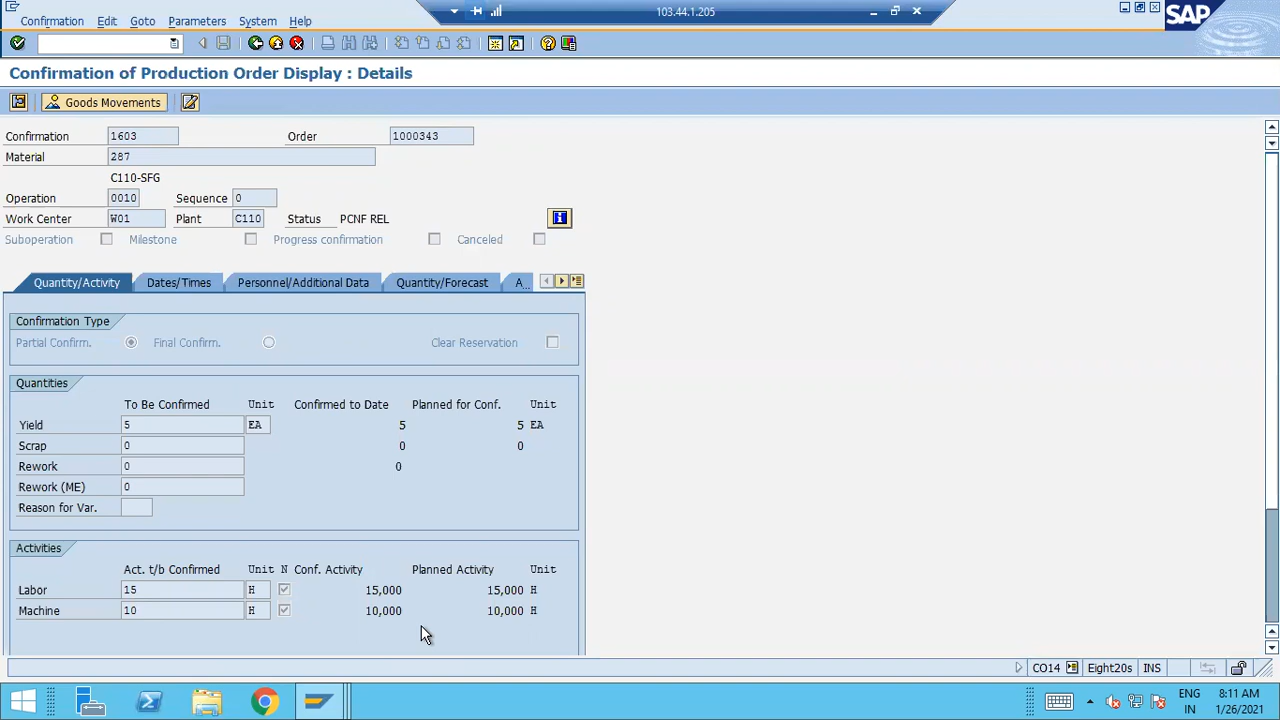 Confirmation Edit Goto Parameters System Help
103.44.1.205
SAP
Confirmation of Production Order Display : Details
Goods Movements
Confirmation 1603 Order 1000343
Material 287
C110-SFG
Operation 0010 Sequence 0
Work Center W01 Plant C110 Status PCNF REL
Suboperation Milestone Progress confirmation Canceled
Quantity/Activity Dates/Times Personnel/Additional Data Quantity/Forecast A..
Confirmation Type
Partial Confirm. Final Confirm. Clear Reservation
Quantities
To Be Confirmed Unit Confirmed to Date Planned for Conf. Unit
Yield 5 EA 5 5 EA
Scrap 0 0 0
Rework 0 0
Rework (ME) 0
Reason for Var.
Activities
Act. t/b Confirmed Unit N Conf. Activity Planned Activity Unit
Labor 15 H 15,000 15,000 H
Machine 10 H 10,000 10,000 H
CO14 Eight20s INS
ENG 8:11 AM
IN 1/26/2021